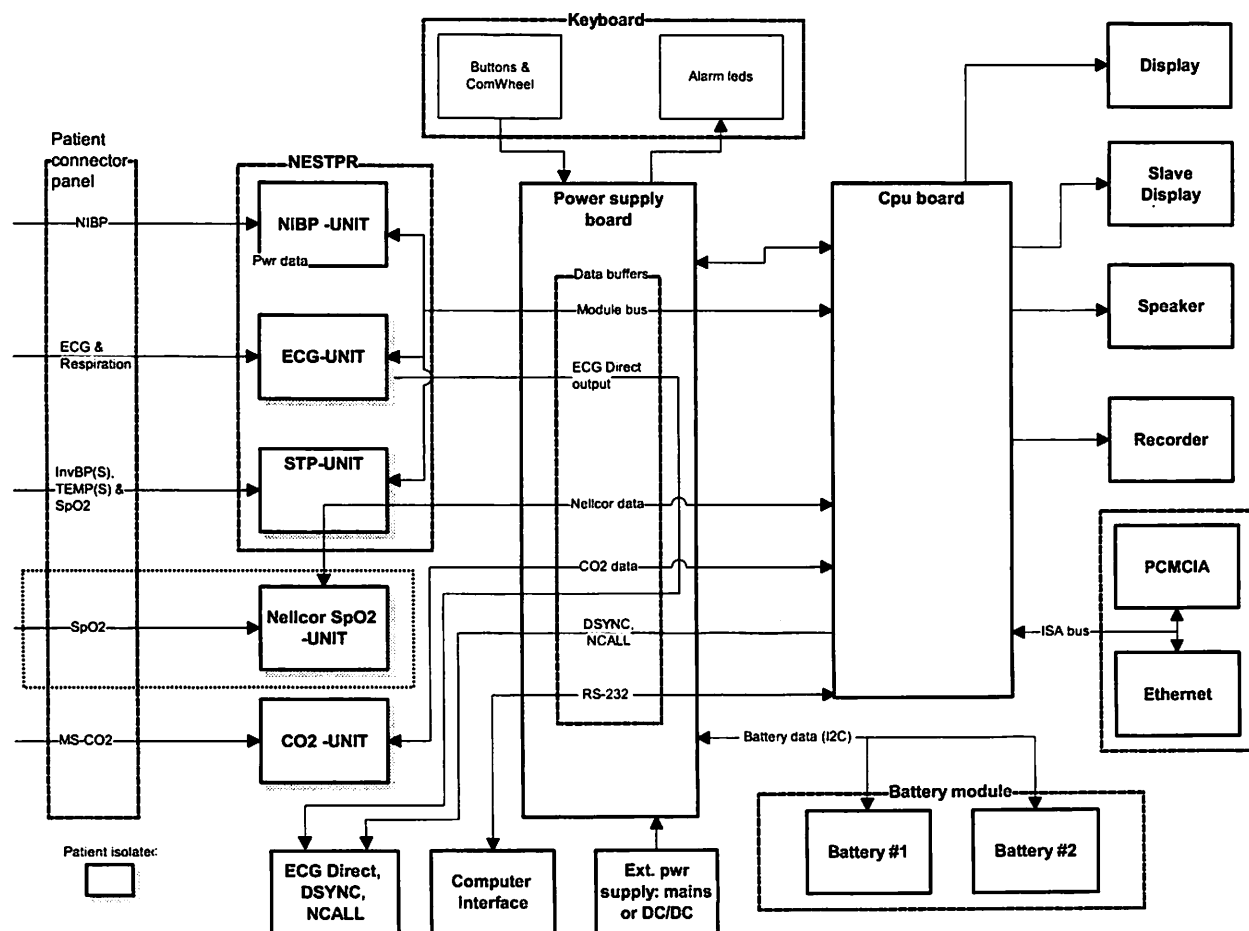 Keyboard
Buttons &
ComWheel
Alarm leds
Display
Patient
connector
panel
NESTPR
Power supply
board
Cpu board
Slave
Display
NIBP
NIBP -UNIT
Pwr data
Data buffers
Module bus
Speaker
ECG &
Respiration
ECG-UNIT
ECG Direct
output
Recorder
InvBP(S),
TEMP(S) &
SpO2
STP-UNIT
Nellcor data
CO2 data
PCMCIA
SpO2
Nellcor SpO2
-UNIT
DSYNC,
NCALL
ISA bus
RS-232
Ethernet
MS-CO2
CO2 -UNIT
Battery data (I2C)
Battery module
Battery #1
Battery #2
Patient isolated:
ECG Direct,
DSYNC,
NCALL
Computer
Interface
Ext. pwr
supply: mains
or DC/DC